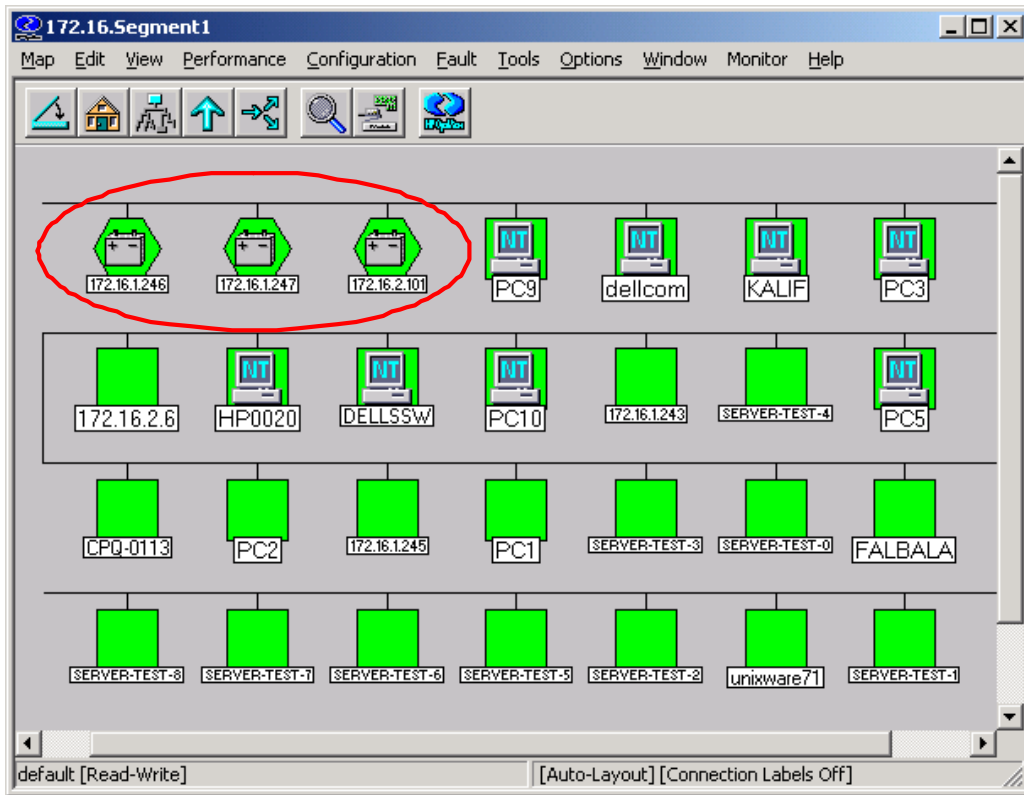 172.16.Segment1
Map Edit View Performance Configuration Fault Tools Options Window Monitor Help
172.16.1.246 172.16.1.247 172.16.2.101 NT PC9 NT dellcom NT KALIF NT PC3
172.16.2.6 NT HP0020 NT DELLSSW NT PC10 172.16.1.243 SERVER-TEST-4 NT PC5
CPQ-0113 PC2 172.16.1.245 PC1 SERVER-TEST-3 SERVER-TEST-0 FALBALA
SERVER-TEST-8 SERVER-TEST-7 SERVER-TEST-6 SERVER-TEST-5 SERVER-TEST-2 unixware71 SERVER-TEST-1
default [Read-Write] [Auto-Layout] [Connection Labels Off]